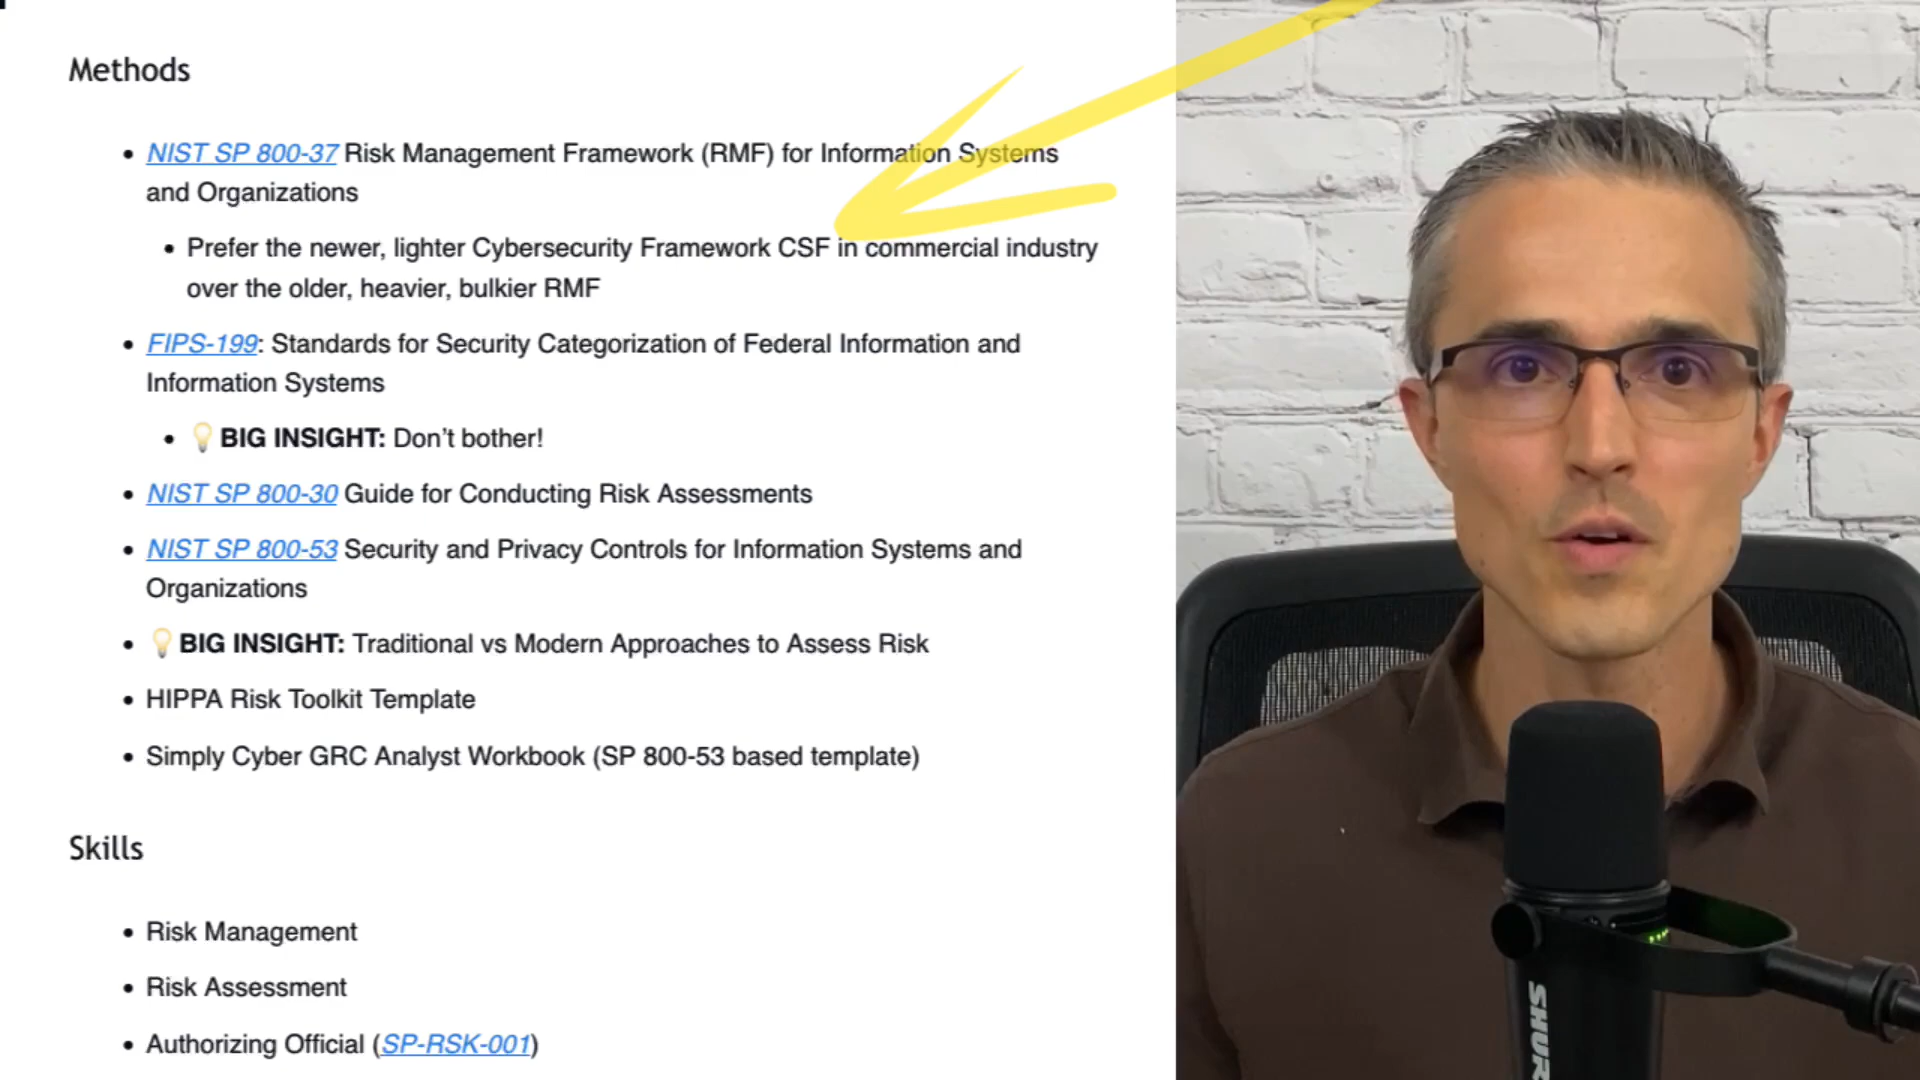 Methods
• NIST SP 800-37 Risk Management Framework (RMF) for Information Systems
and Organizations
• Prefer the newer, lighter Cybersecurity Framework CSF in commercial industry
over the older, heavier, bulkier RMF
• FIPS-199: Standards for Security Categorization of Federal Information and
Information Systems
• 💡BIG INSIGHT: Don’t bother!
• NIST SP 800-30 Guide for Conducting Risk Assessments
• NIST SP 800-53 Security and Privacy Controls for Information Systems and
Organizations
• 💡BIG INSIGHT: Traditional vs Modern Approaches to Assess Risk
• HIPPA Risk Toolkit Template
• Simply Cyber GRC Analyst Workbook (SP 800-53 based template)
Skills
• Risk Management
• Risk Assessment
• Authorizing Official (SP-RSK-001)
SHUR